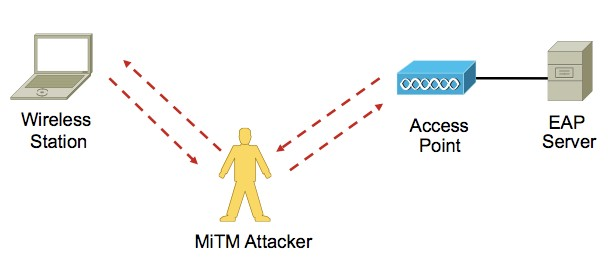 Wireless
Station
Access
Point
EAP
Server
MiTM Attacker